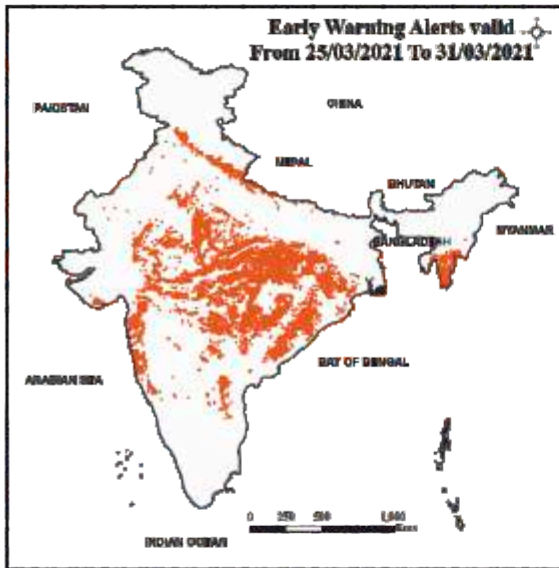 Early Warning Alerts valid
From 25/03/2021 To 31/03/2021
PAKISTAN
CHINA
NEPAL
BHUTAN
MYANMAR
BANGLADESH
BAY OF BENGAL
ARABIAN SEA
0 250 500 1,000
Kms
INDIAN OCEAN